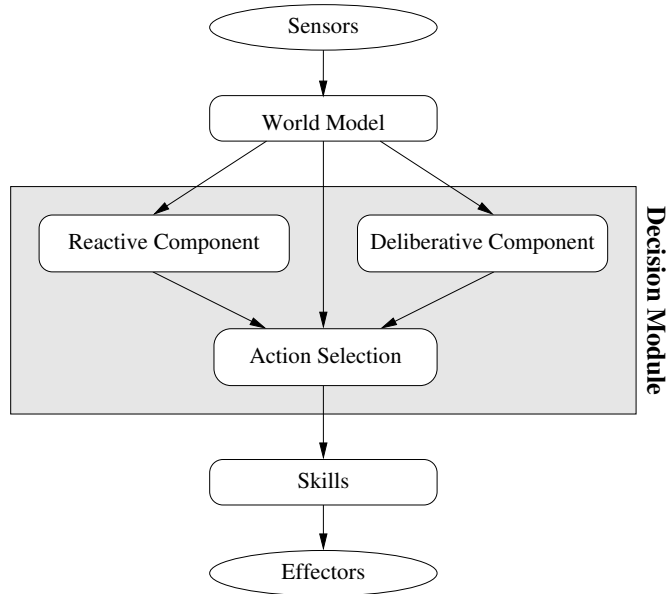 Sensors
World Model
Reactive Component
Deliberative Component
Action Selection
Decision Module
Skills
Effectors